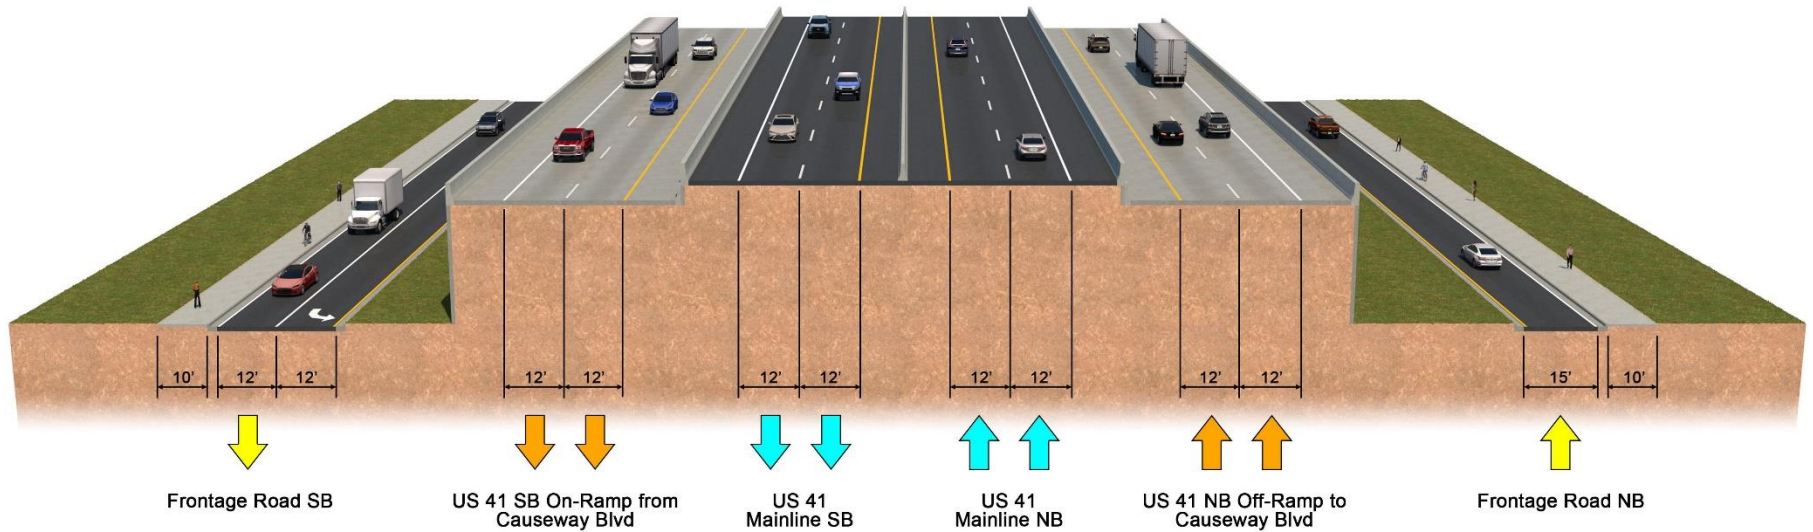 10' 12' 12' 12' 12' 12' 12' 12' 12' 12' 12' 15' 10'
Frontage Road SB
US 41 SB On-Ramp from
Causeway Blvd
US 41
Mainline SB
US 41
Mainline NB
US 41 NB Off-Ramp to
Causeway Blvd
Frontage Road NB